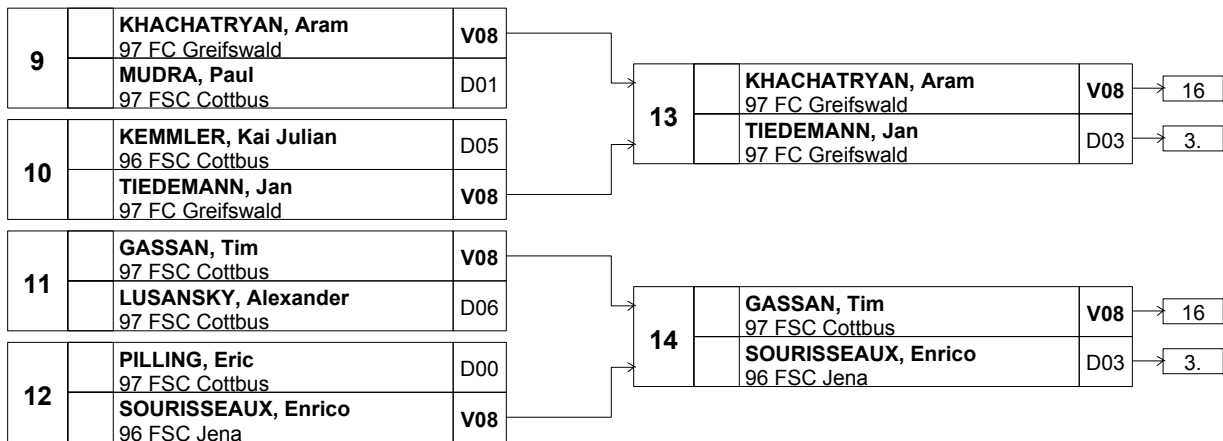 9
KHACHATRYAN, Aram
97 FC Greifswald
V08
MUDRA, Paul
97 FSC Cottbus
D01
10
KEMMLER, Kai Julian
96 FSC Cottbus
D05
TIEDEMANN, Jan
97 FC Greifswald
V08
13
KHACHATRYAN, Aram
97 FC Greifswald
V08
16
TIEDEMANN, Jan
97 FC Greifswald
D03
3.
11
GASSAN, Tim
97 FSC Cottbus
V08
LUSANSKY, Alexander
97 FSC Cottbus
D06
12
PILLING, Eric
97 FSC Cottbus
D00
SOURISSEAUX, Enrico
96 FSC Jena
V08
14
GASSAN, Tim
97 FSC Cottbus
V08
16
SOURISSEAUX, Enrico
96 FSC Jena
D03
3.